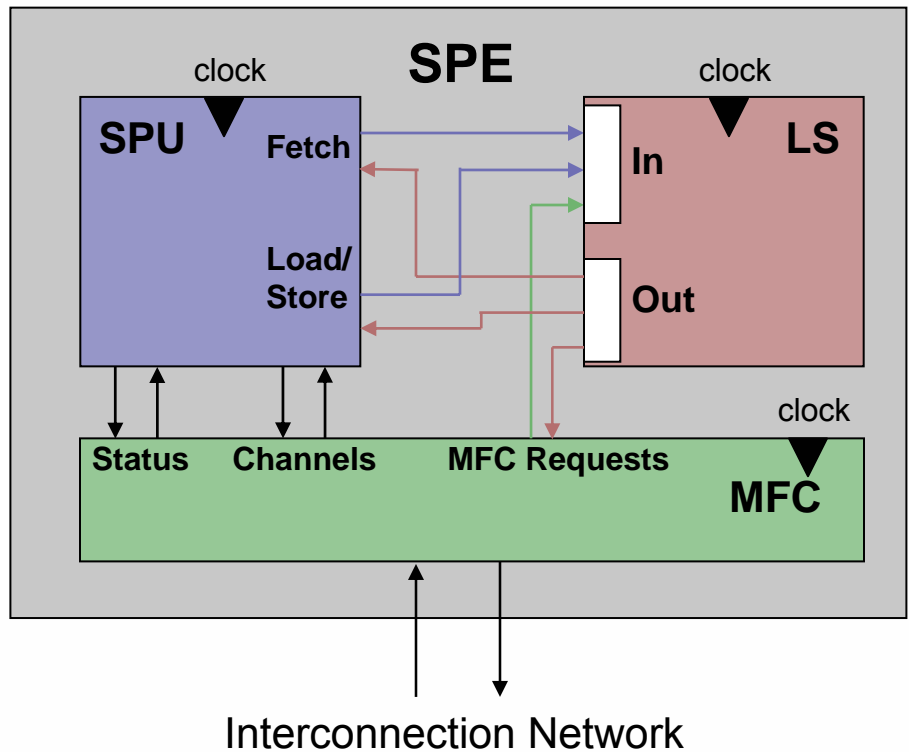 SPE
clock
clock
SPU
Fetch
Load/
Store
In
LS
Out
clock
Status
Channels
MFC Requests
MFC
Interconnection Network